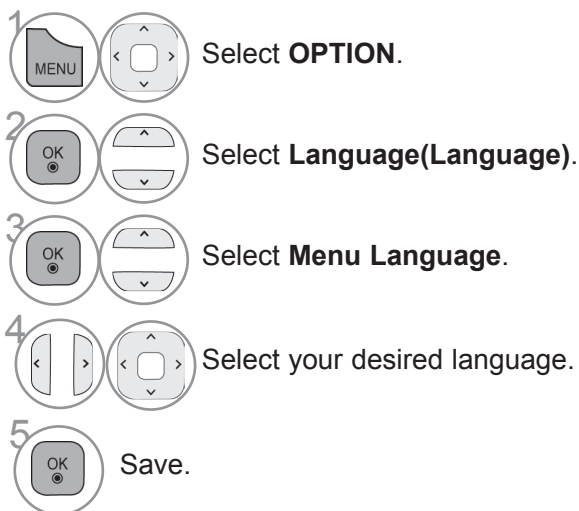 1 MENU Select OPTION.
2 OK Select Language(Language).
3 OK Select Menu Language.
4 Select your desired language.
5 OK Save.